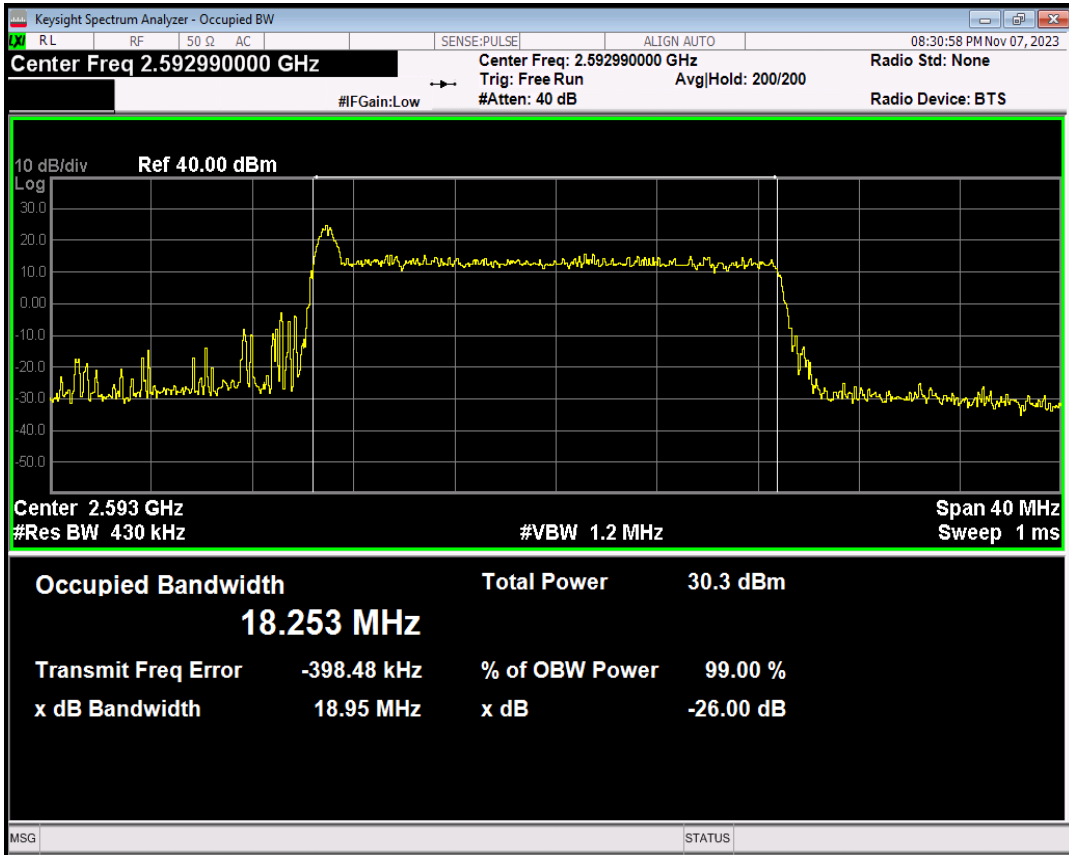 Keysight Spectrum Analyzer - Occupied BW
LXI RL RF 50 Ω AC SENSE:PULSE ALIGN AUTO 08:30:58 PM Nov 07, 2023
Center Freq 2.592990000 GHz
Center Freq: 2.592990000 GHz Radio Std: None
Trig: Free Run Avg|Hold: 200/200
#IFGain:Low #Atten: 40 dB Radio Device: BTS
10 dB/div Ref 40.00 dBm
Log
30.0
20.0
10.0
0.00
-10.0
-20.0
-30.0
-40.0
-50.0
Center 2.593 GHz Span 40 MHz
#Res BW 430 kHz #VBW 1.2 MHz Sweep 1 ms
Occupied Bandwidth Total Power 30.3 dBm
18.253 MHz
Transmit Freq Error -398.48 kHz % of OBW Power 99.00 %
x dB Bandwidth 18.95 MHz x dB -26.00 dB
MSG STATUS